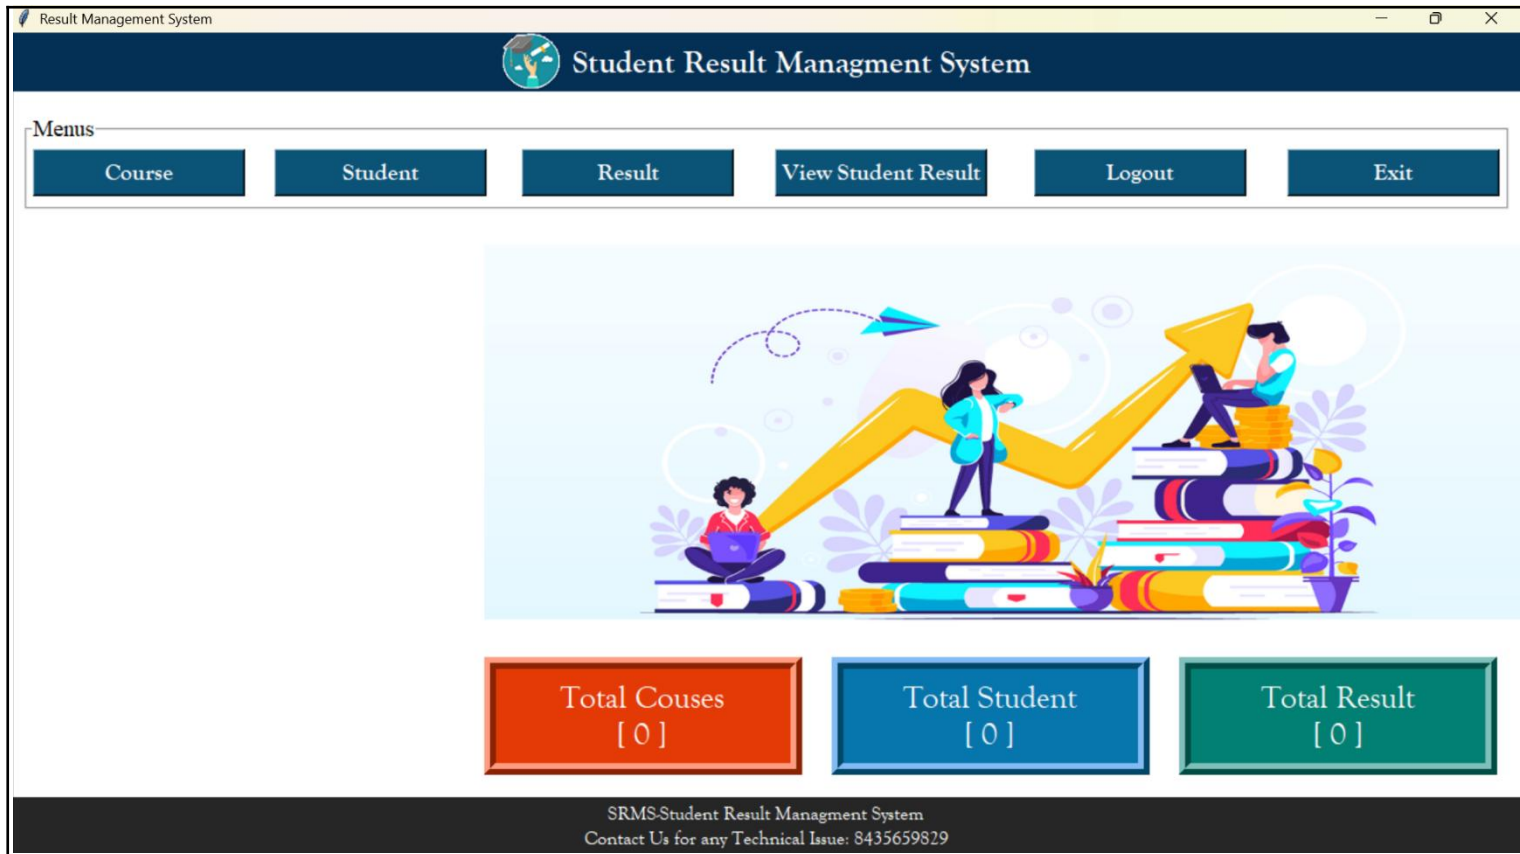 Result Management System
Student Result Managment System
Menus
Course Student Result View Student Result Logout Exit
Total Couses Total Student Total Result
[ 0 ] [ 0 ] [ 0 ]
SRMS-Student Result Managment System
Contact Us for any Technical Issue: 8435659829